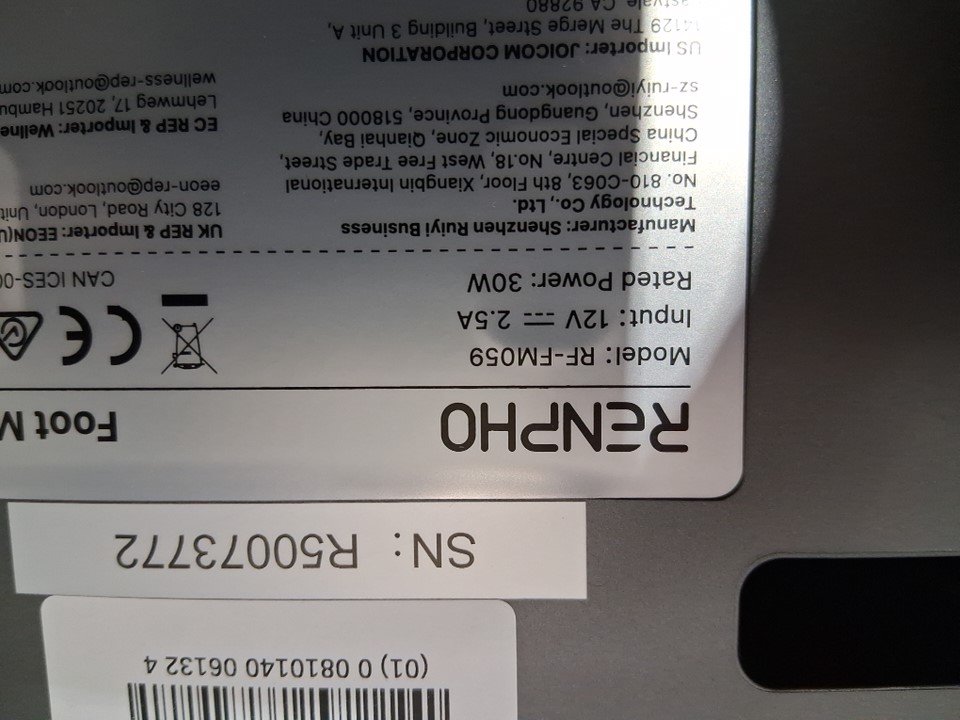 (01) 0 0810140 06132 4
SN: R50073772
RENPHO
Foot M
Model: RF-FM059
Input: 12V ⎓ 2.5A
Rated Power: 30W
CE
CAN ICES-00
Manufacturer: Shenzhen Ruiyi Business
Technology Co., Ltd.
No. 810-C063, 8th Floor, Xiangbin International
Financial Centre, No.18, West Free Trade Street,
China Special Economic Zone, Qianhai Bay,
Shenzhen, Guangdong Province, 518000 China
sz-ruiyi@outlook.com
US Importer: JOICOM CORPORATION
14129 The Merge Street, Building 3 Unit A,
CA 92880
UK REP & Importer: EEON(U
128 City Road, London, Unit
eeon-rep@outlook.com
EC REP & Importer: Wellne
Lehmweg 17, 20251 Hambu
wellness-rep@outlook.com